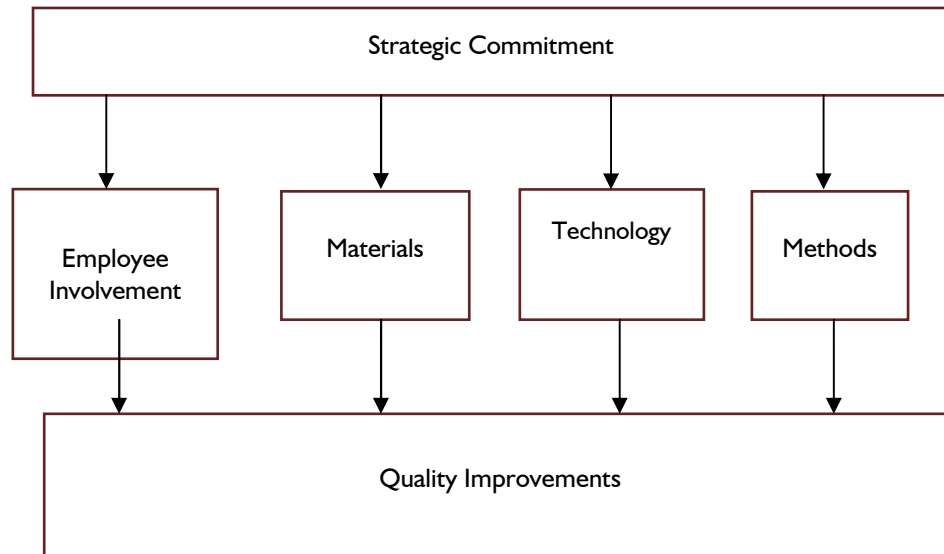 Strategic Commitment
Employee
Involvement
Materials
Technology
Methods
Quality Improvements